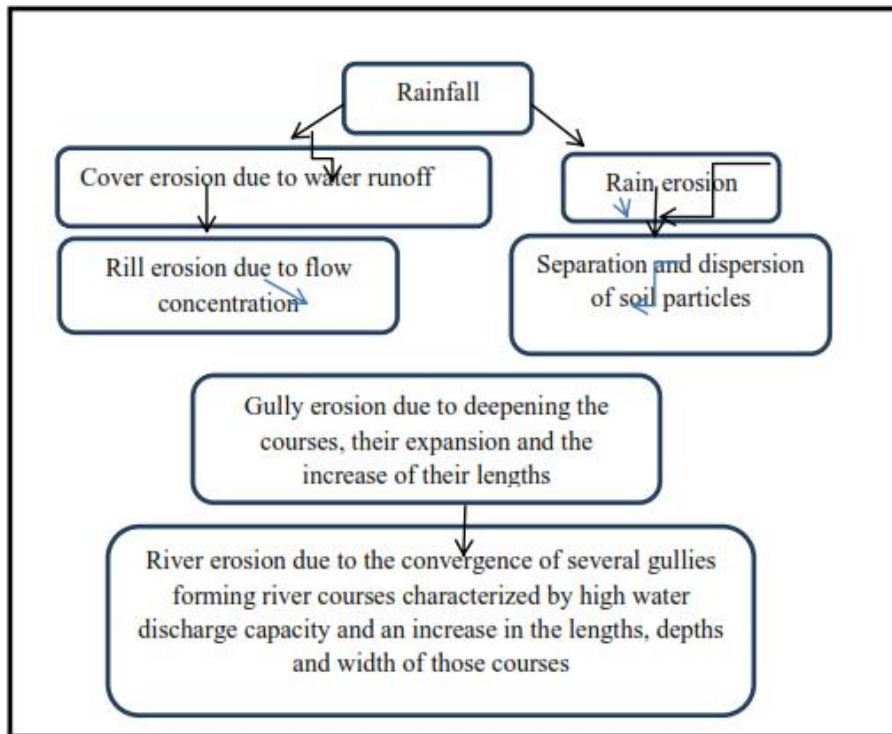 Rainfall
Cover erosion due to water runoff
Rain erosion
Rill erosion due to flow
concentration
Separation and dispersion
of soil particles
Gully erosion due to deepening the
courses, their expansion and the
increase of their lengths
River erosion due to the convergence of several gullies
forming river courses characterized by high water
discharge capacity and an increase in the lengths, depths
and width of those courses